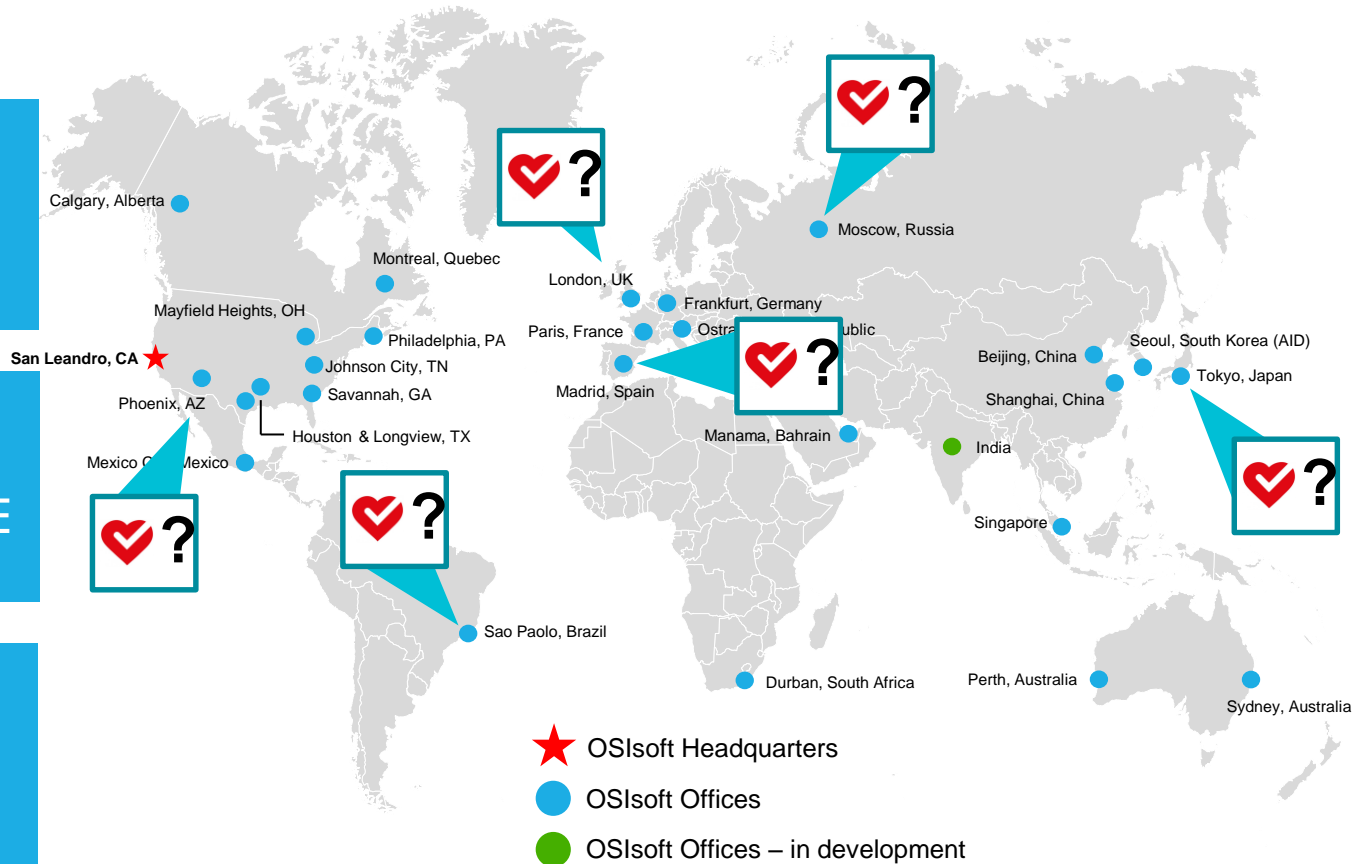 ?
?
Calgary, Alberta
Moscow, Russia
Montreal, Quebec
London, UK
Mayfield Heights, OH
Frankfurt, Germany
Philadelphia, PA
Paris, France
Seoul, South Korea (AID)
San Leandro, CA
Johnson City, TN
?
Beijing, China
Tokyo, Japan
Phoenix, AZ
Savannah, GA
Madrid, Spain
Shanghai, China
Houston & Longview, TX
Manama, Bahrain
India
Mexico Mexico
?
?
?
E
Singapore
Sao Paolo, Brazil
Durban, South Africa
Perth, Australia
Sydney, Australia
OSIsoft Headquarters
OSIsoft Offices
OSIsoft Offices – in development